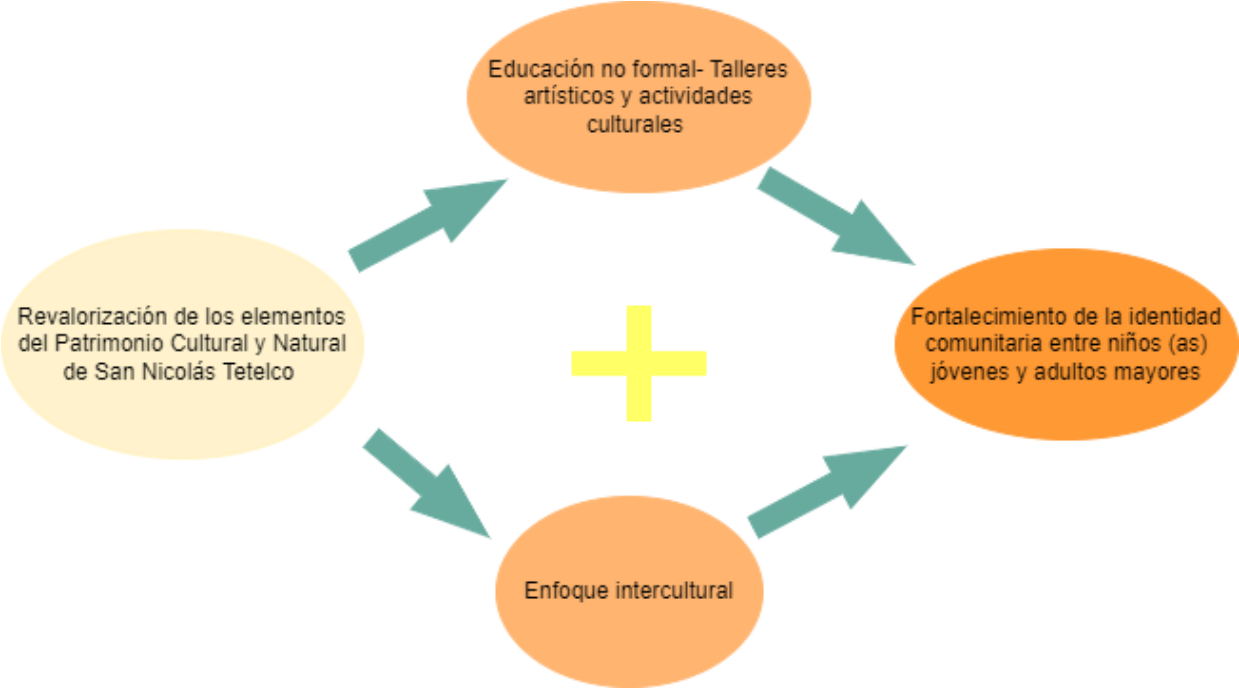 Educación no formal- Talleres
artísticos y actividades
culturales
Revalorización de los elementos
del Patrimonio Cultural y Natural
de San Nicolás Tetelco
Fortalecimiento de la identidad
comunitaria entre niños (as)
jóvenes y adultos mayores
Enfoque intercultural